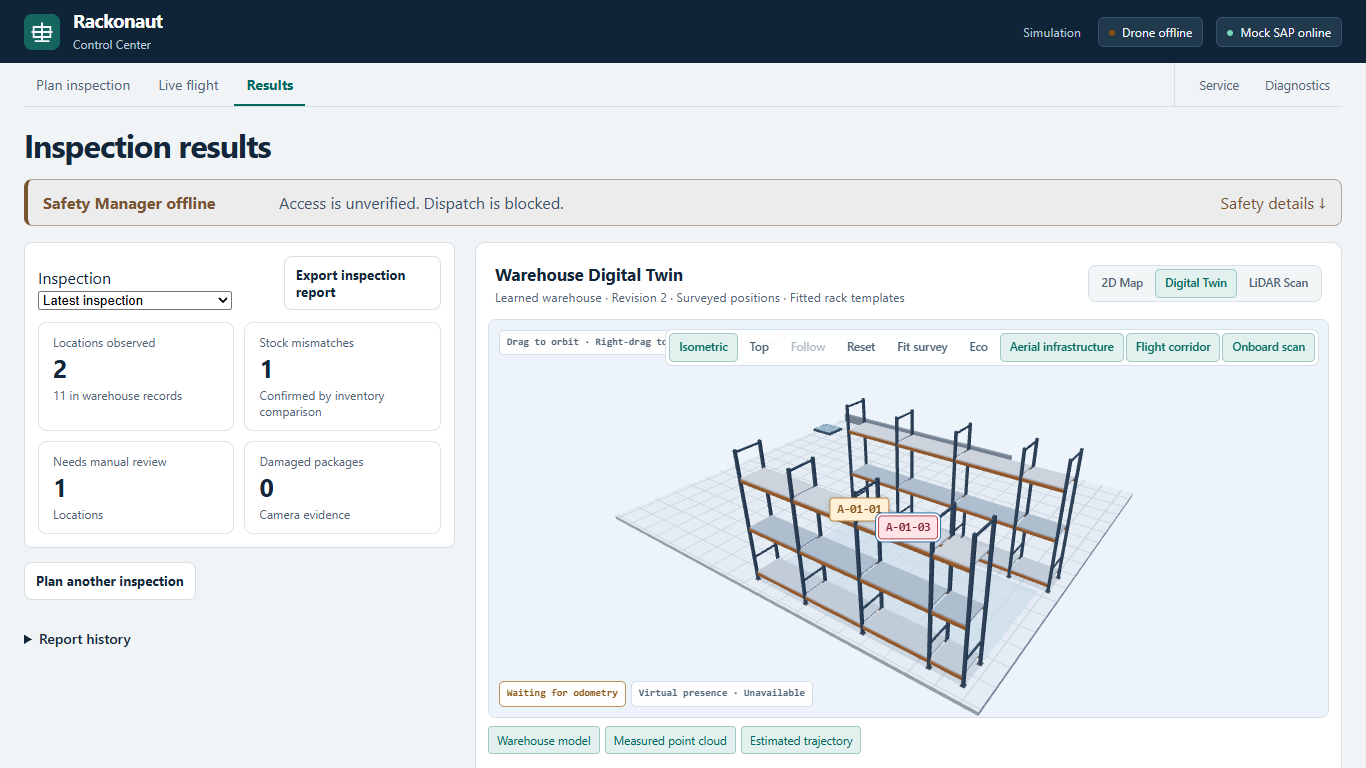 Rackonaut
Control Center
Simulation
Drone offline
Mock SAP online
Plan inspection
Live flight
Results
Service
Diagnostics
Inspection results
Safety Manager offline
Access is unverified. Dispatch is blocked.
Safety details ↓
Inspection
Latest inspection
Export inspection
report
Locations observed
2
11 in warehouse records
Stock mismatches
1
Confirmed by inventory
comparison
Needs manual review
1
Locations
Damaged packages
0
Camera evidence
Plan another inspection
Report history
Warehouse Digital Twin
Learned warehouse · Revision 2 · Surveyed positions · Fitted rack templates
2D Map
Digital Twin
LiDAR Scan
Drag to orbit · Right-drag to
Isometric
Top
Follow
Reset
Fit survey
Eco
Aerial infrastructure
Flight corridor
Onboard scan
A-01-01
A-01-03
Waiting for odometry
Virtual presence · Unavailable
Warehouse model
Measured point cloud
Estimated trajectory